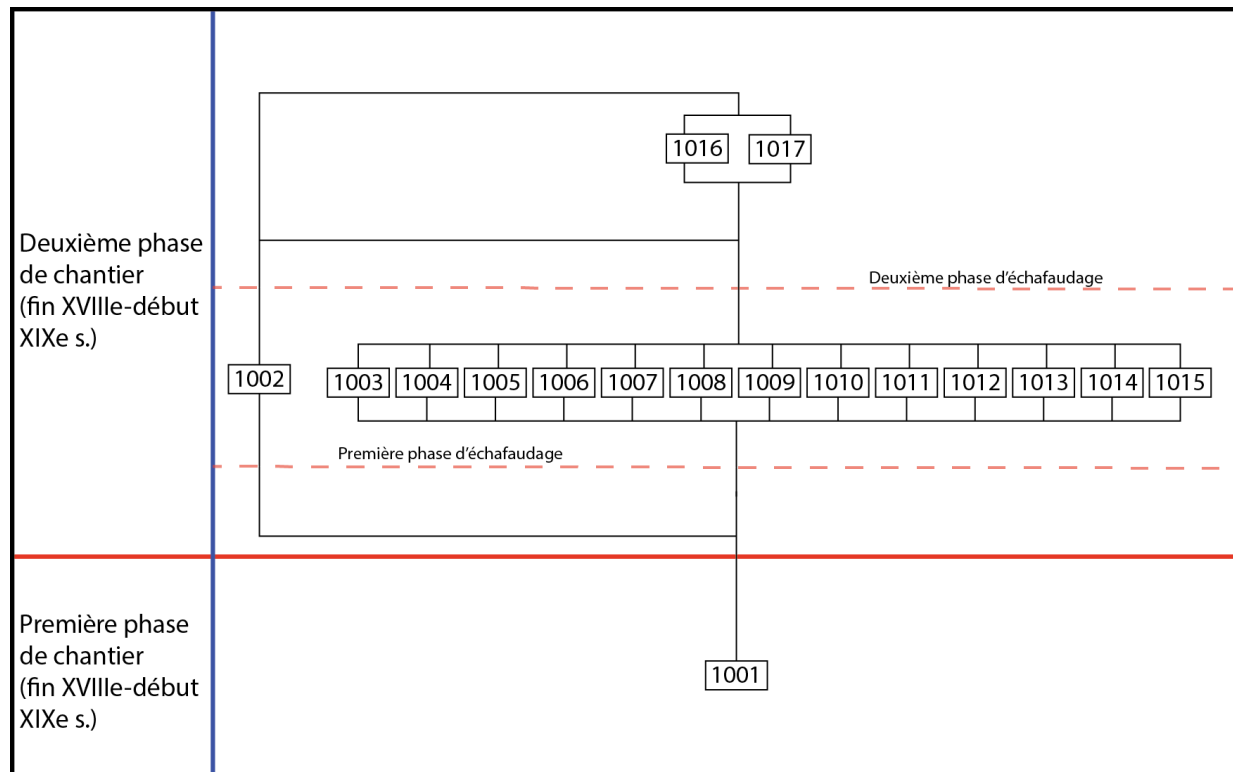 1016
1017
Deuxième phase
de chantier
(fin XVIIIe-début
XIXe s.)
Deuxième phase d'échafaudage
1002
1003
1004
1005
1006
1007
1008
1009
1010
1011
1012
1013
1014
1015
Première phase d'échafaudage
Première phase
de chantier
(fin XVIIIe-début
XIXe s.)
1001